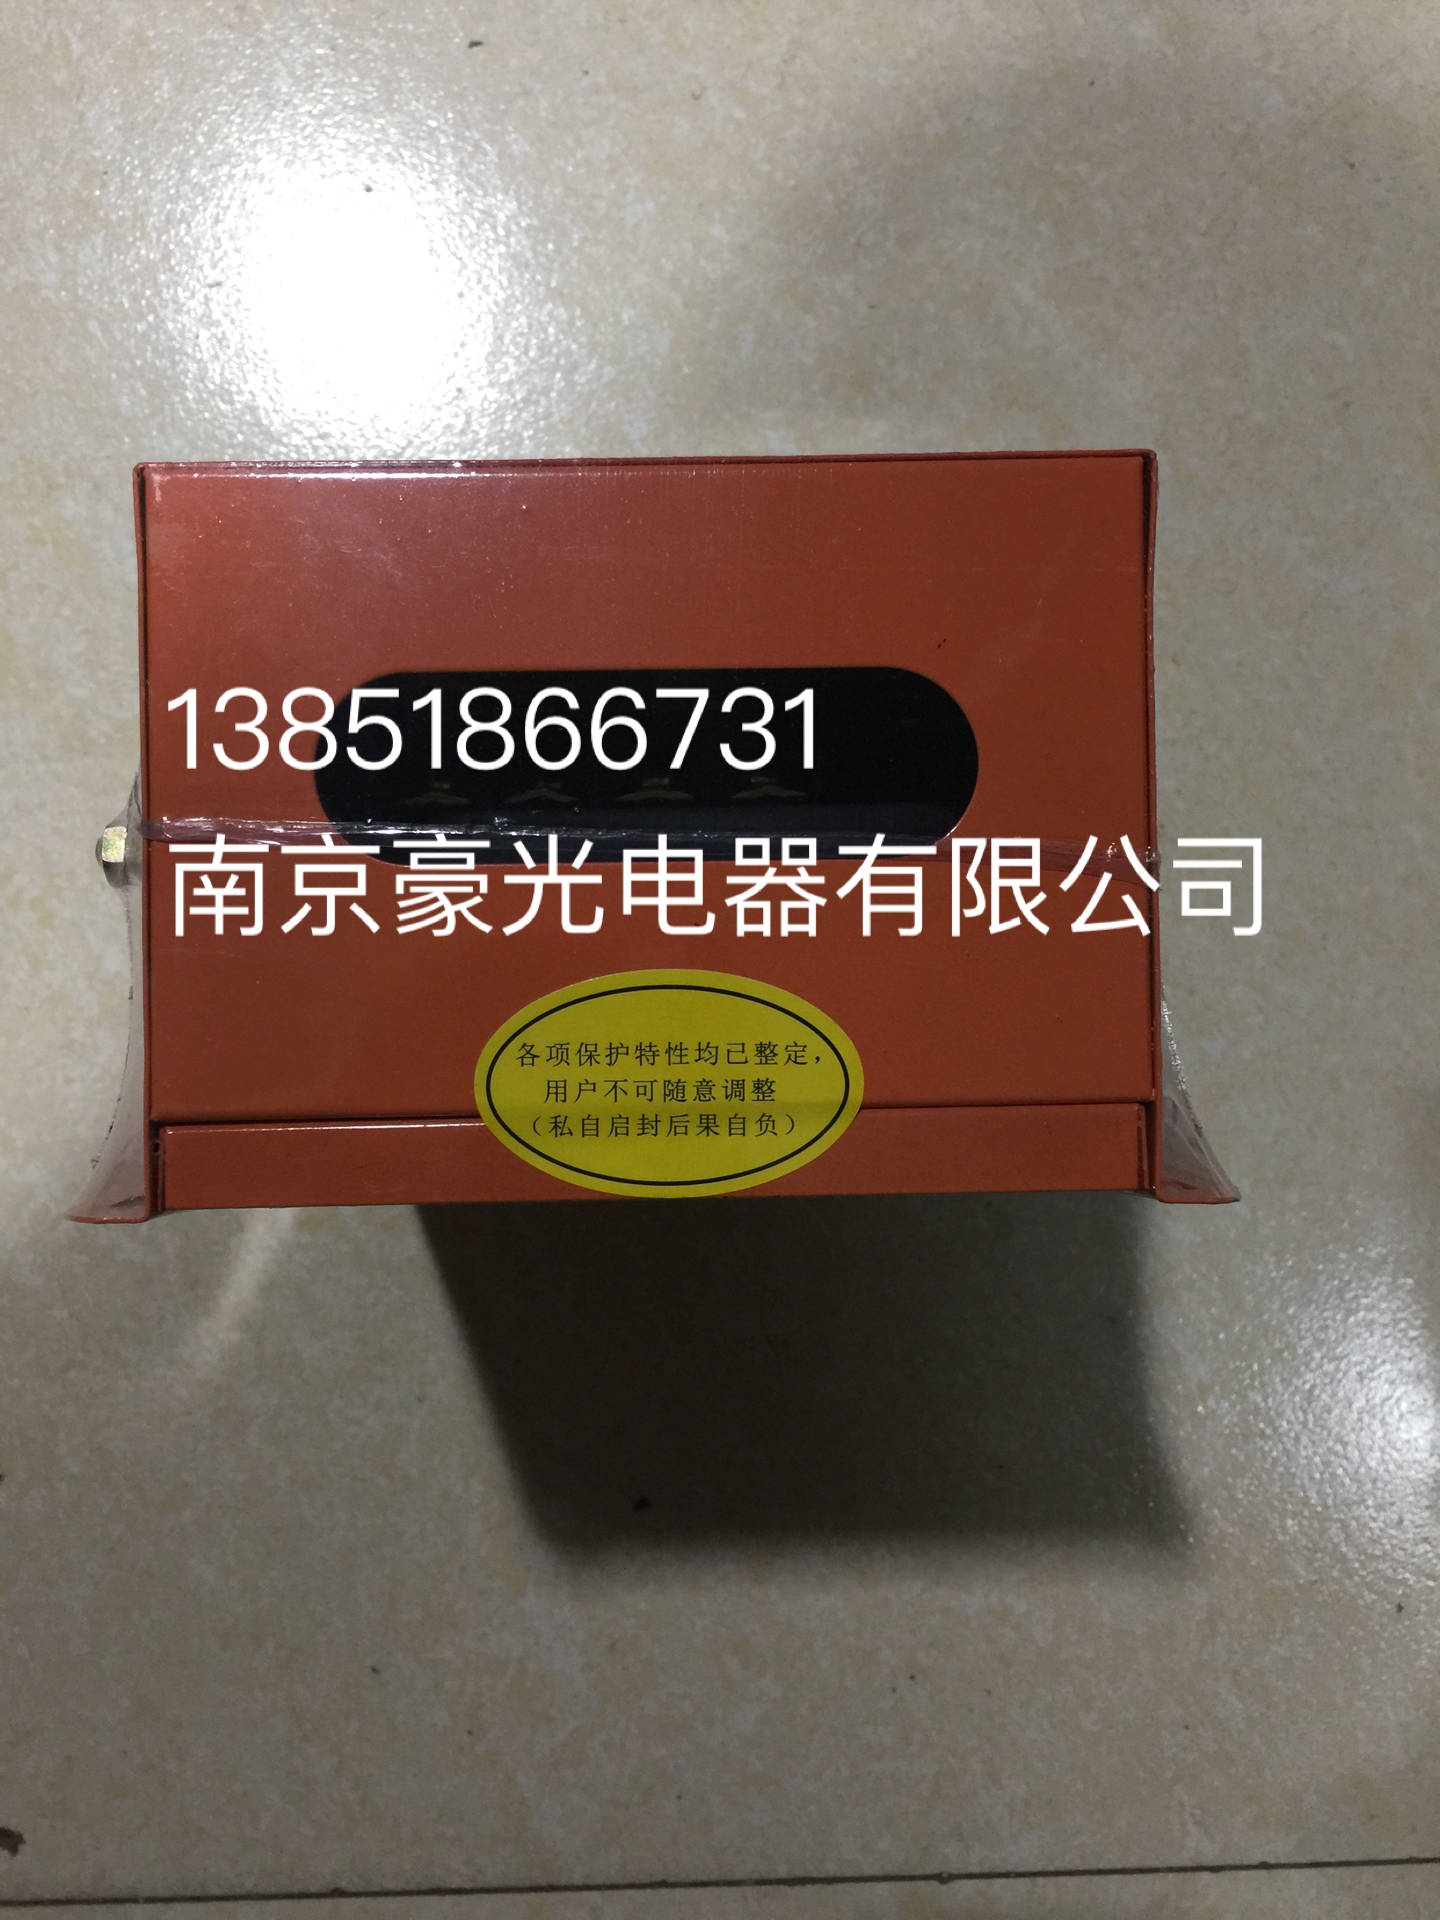 13851866731
南京豪光电器有限公司
各项保护特性均已整定，
用户不可随意调整
（私自启封后果自负）